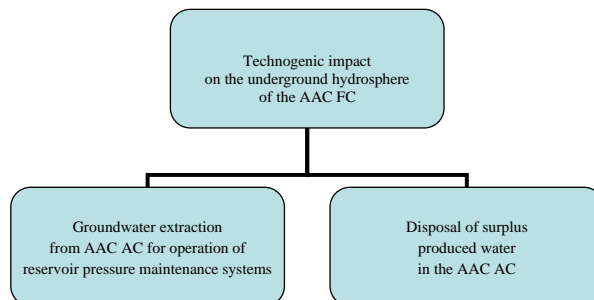 Technogenic impact
on the underground hydrosphere
of the AAC FC
Groundwater extraction
from AAC AC for operation of
reservoir pressure maintenance systems
Disposal of surplus
produced water
in the AAC AC